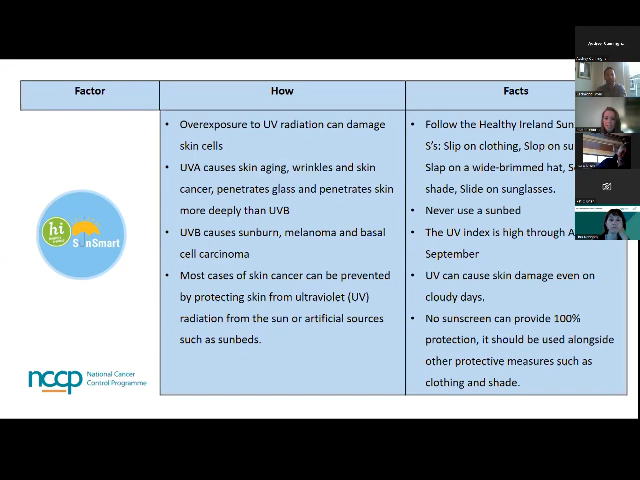 Factor
How
Facts
• Overexposure to UV radiation can damage
skin cells
• UVA causes skin aging, wrinkles and skin
cancer, penetrates glass and penetrates skin
more deeply than UVB
• UVB causes sunburn, melanoma and basal
cell carcinoma
• Most cases of skin cancer can be prevented
by protecting skin from ultraviolet (UV)
radiation from the sun or artificial sources
such as sunbeds.
• Follow the Healthy Ireland Sun
S's: Slip on clothing, Slop on su
Slap on a wide-brimmed hat, S
shade, Slide on sunglasses.
• Never use a sunbed
• The UV index is high through A
September
• UV can cause skin damage even on
cloudy days.
• No sunscreen can provide 100%
protection, it should be used alongside
other protective measures such as
clothing and shade.
hi
SunSmart
nccp
National Cancer
Control Programme